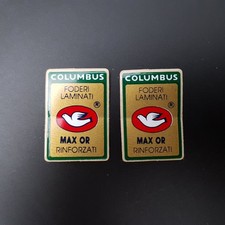 COLUMBUS
FODERI
LAMINATI
®
MAX OR
RINFORZATI
COLUMBUS
FODERI
LAMINATI
®
MAX OR
RINFORZATI